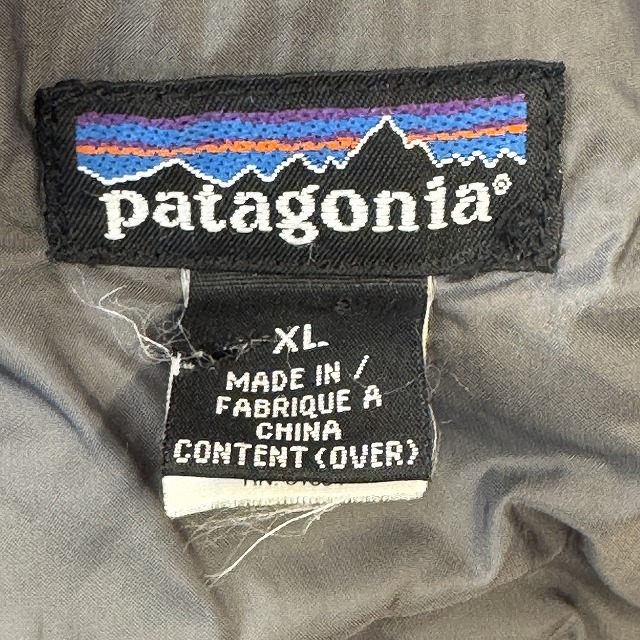 patagonia®
XL
MADE IN /
FABRIQUE A
CHINA
CONTENT (OVER)